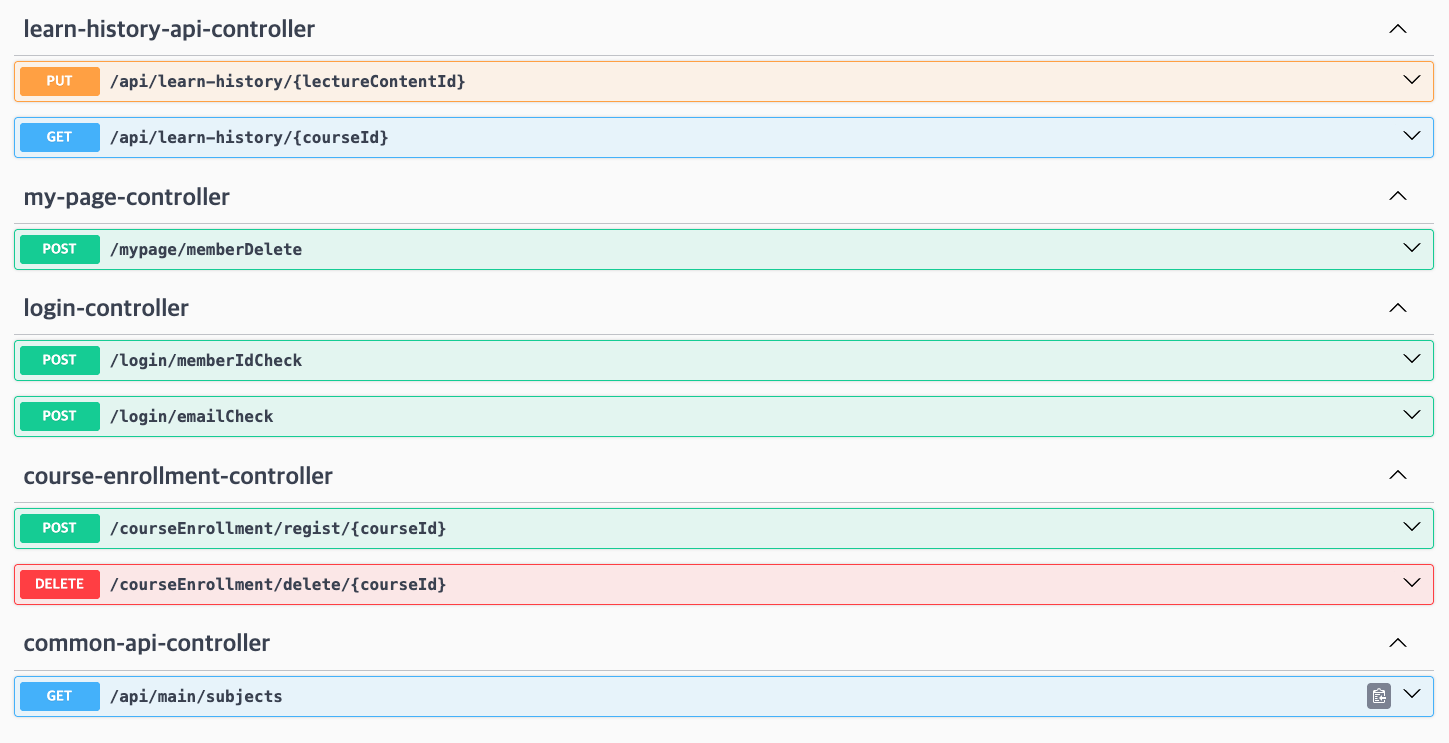 learn-history-api-controller
PUT /api/learn-history/{lectureContentId}
GET /api/learn-history/{courseId}
my-page-controller
POST /mypage/memberDelete
login-controller
POST /login/memberIdCheck
POST /login/emailCheck
course-enrollment-controller
POST /courseEnrollment/regist/{courseId}
DELETE /courseEnrollment/delete/{courseId}
common-api-controller
GET /api/main/subjects